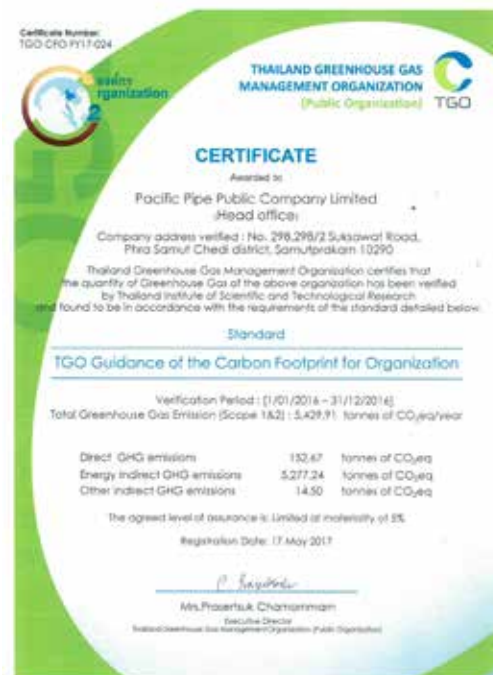 Certificate Number:
TGO CFO FY17-024
rganization
2
THAILAND GREENHOUSE GAS
MANAGEMENT ORGANIZATION
(Public Organization)
TGO
CERTIFICATE
Awarded to
Pacific Pipe Public Company Limited
(Head office)
Company address verified : No. 298,298/2 Suksawat Road,
Phra Samut Chedi district, Samutprakarn 10290
Thailand Greenhouse Gas Management Organization certifies that
the quantity of Greenhouse Gas of the above organization has been verified
by Thailand Institute of Scientific and Technological Research
and found to be in accordance with the requirements of the standard detailed below
Standard
TGO Guidance of the Carbon Footprint for Organization
Verification Period : [1/01/2016 – 31/12/2016]
Total Greenhouse Gas Emission (Scope 1&2) : 5,429.91 tonnes of CO₂eq/year
Direct GHG emissions 152.67 tonnes of CO₂eq
Energy Indirect GHG emissions 5,277.24 tonnes of CO₂eq
Other indirect GHG emissions 14.50 tonnes of CO₂eq
The agreed level of assurance is Limited at materiality of 5%
Registration Date: 17 May 2017
Mrs.Prasertsuk Chamornmarn
Executive Director
Thailand Greenhouse Gas Management Organization (Public Organization)